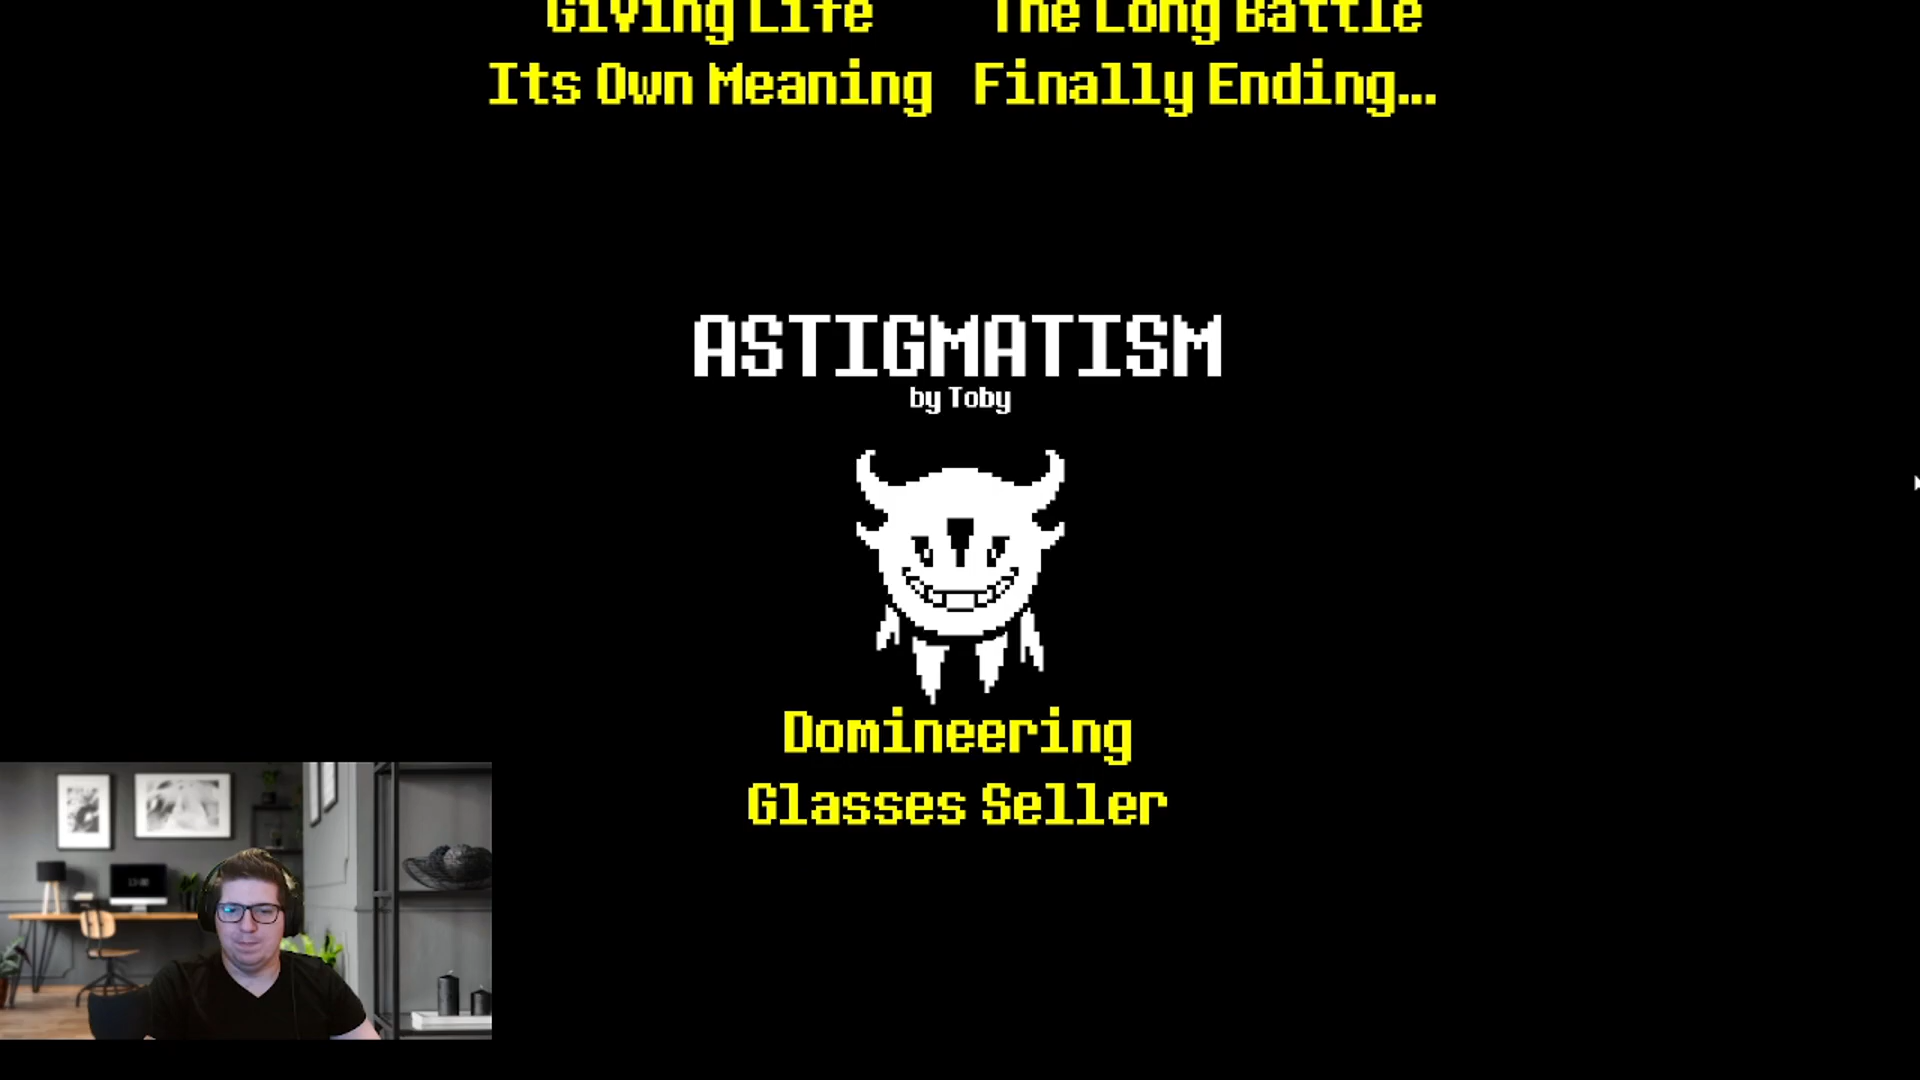 Giving Life
Its Own Meaning
The Long Battle
Finally Ending...
ASTIGMATISM
by Toby
Domineering
Glasses Seller